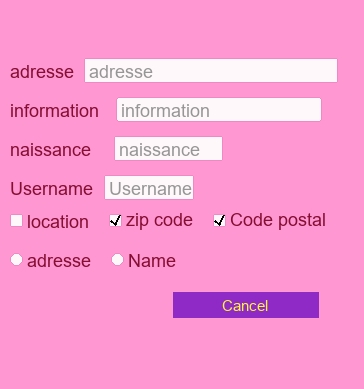 adresse adresse
information information
naissance naissance
Username Username
location zip code Code postal
adresse Name
Cancel